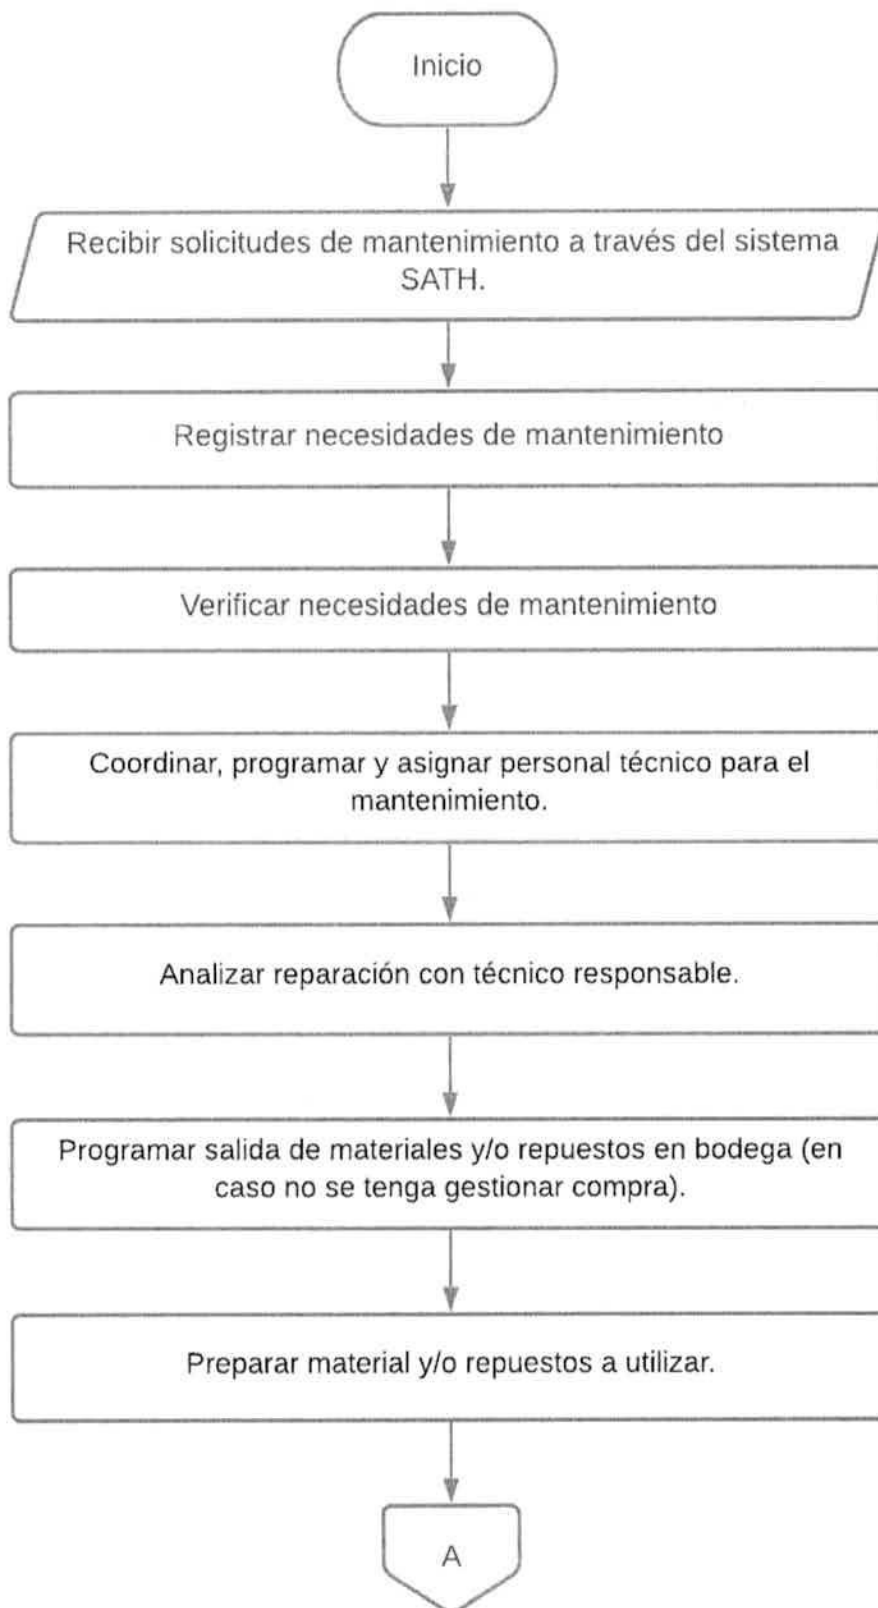 Inicio
Recibir solicitudes de mantenimiento a través del sistema
SATH.
Registrar necesidades de mantenimiento
Verificar necesidades de mantenimiento
Coordinar, programar y asignar personal técnico para el
mantenimiento.
Analizar reparación con técnico responsable.
Programar salida de materiales y/o repuestos en bodega (en
caso no se tenga gestionar compra).
Preparar material y/o repuestos a utilizar.
A